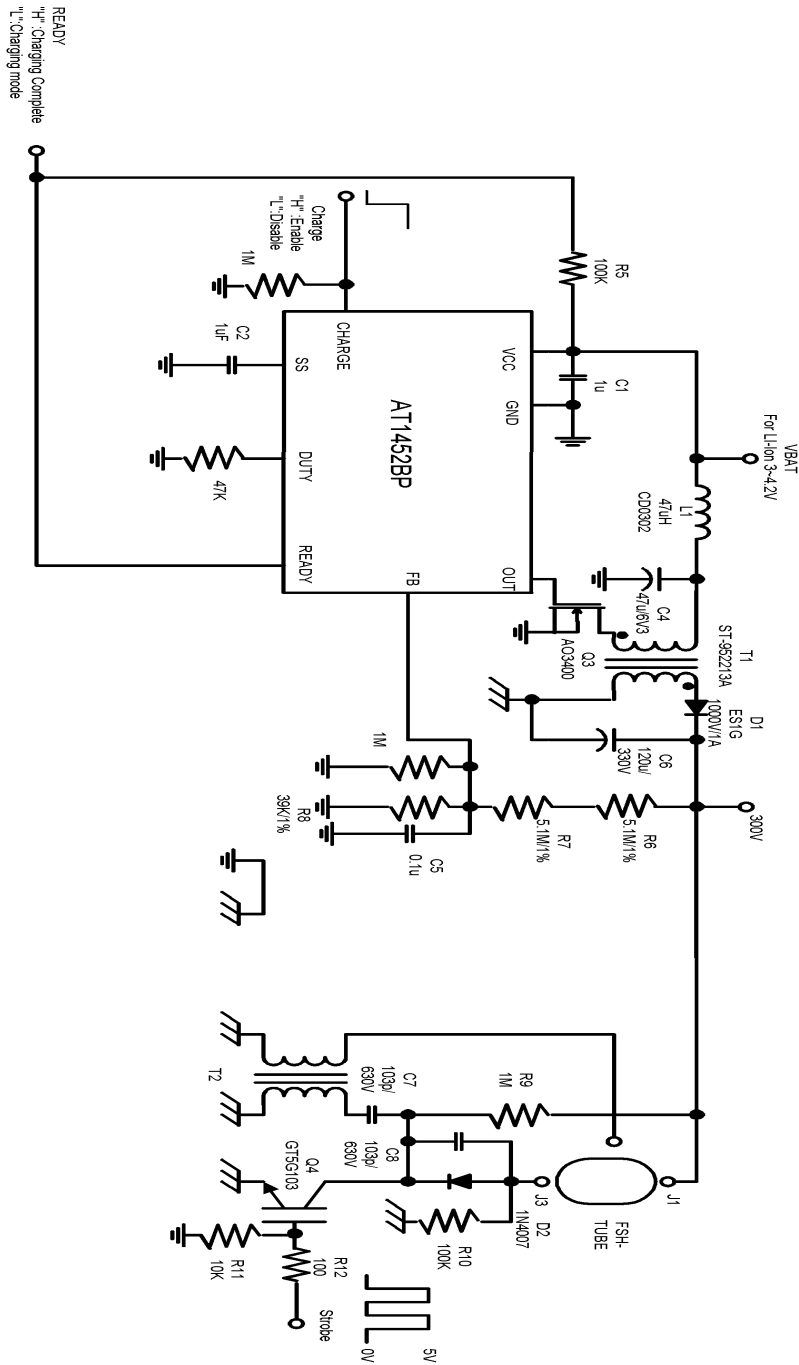 VBAT
For LI-Ion 3~4.2V
L1
47uH
CD0302
R5
100K
C1
1u
C4
47u/6V3
T1
ST-952213A
D1
ES1G
1000V/1A
C6
120u/
330V
300V
R6
5.1M/1%
R7
5.1M/1%
Q3
AO3400
VCC
GND
OUT
AT1452BP
CHARGE
SS
DUTY
READY
FB
Charge
"H" :Enable
"L":Disable
1M
C2
1uF
47K
READY
"H" :Charging Complete
"L":Charging mode
1M
R8
39K/1%
C5
0.1u
J1
FSH-
TUBE
J3
R9
1M
D2
1N4007
C7
103p/
630V
C8
103p/
630V
R10
100K
T2
Q4
GT5G103
R12
100
R11
10K
Strobe
5V
0V